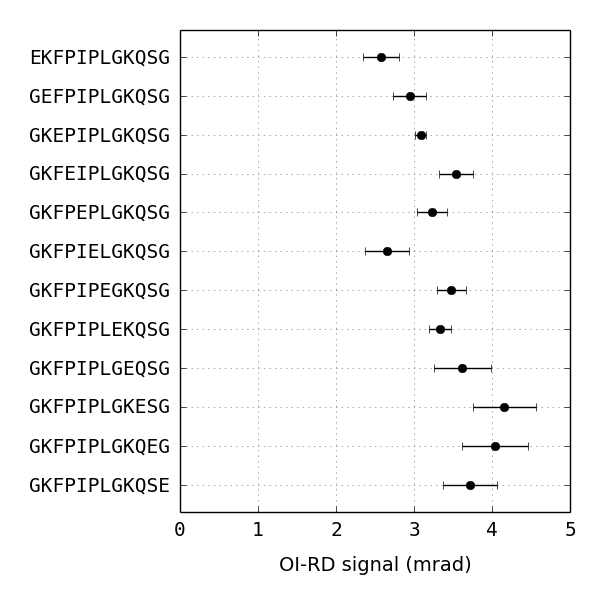 EKFPIPLGKQSG
GEFPIPLGKQSG
GKEPIPLGKQSG
GKFEIPLGKQSG
GKFPEPLGKQSG
GKFPIELGKQSG
GKFPIPEGKQSG
GKFPIPLEKQSG
GKFPIPLGEQSG
GKFPIPLGKESG
GKFPIPLGKQEG
GKFPIPLGKQSE
0 1 2 3 4 5
OI-RD signal (mrad)